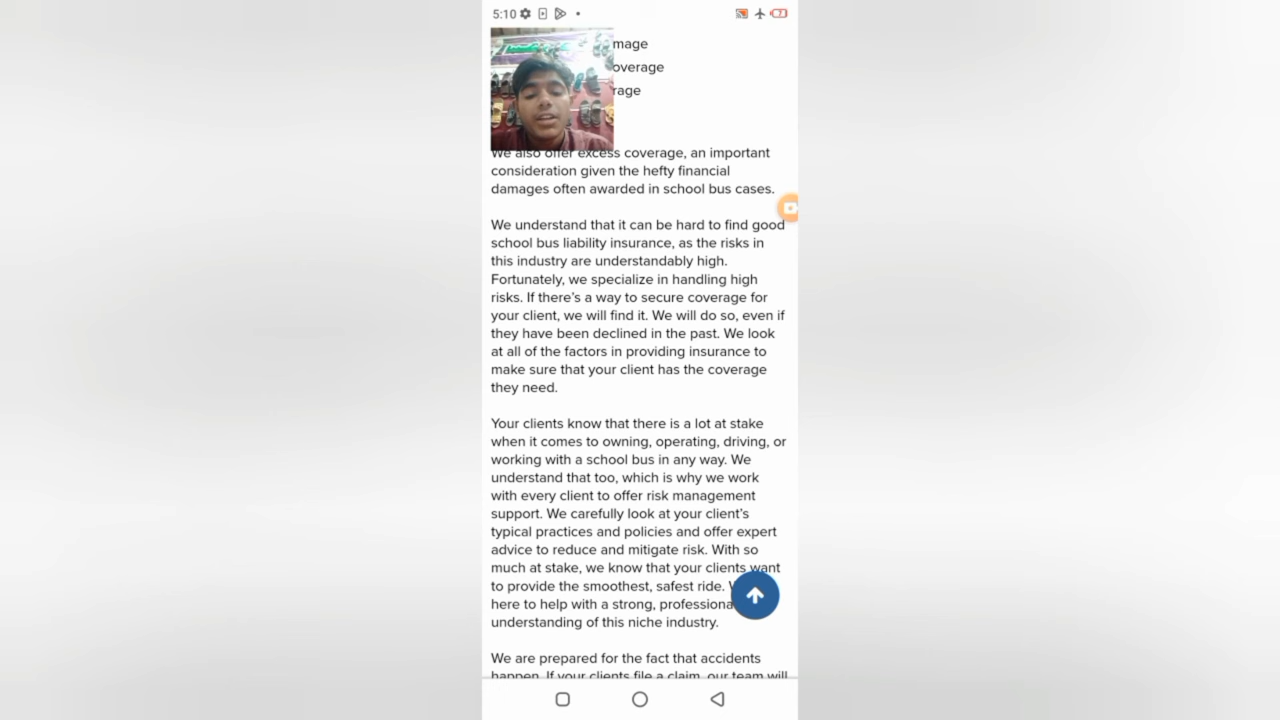 5:10
7
mage
overage
rage
We also offer excess coverage, an important
consideration given the hefty financial
damages often awarded in school bus cases.
We understand that it can be hard to find good
school bus liability insurance, as the risks in
this industry are understandably high.
Fortunately, we specialize in handling high
risks. If there's a way to secure coverage for
your client, we will find it. We will do so, even if
they have been declined in the past. We look
at all of the factors in providing insurance to
make sure that your client has the coverage
they need.
Your clients know that there is a lot at stake
when it comes to owning, operating, driving, or
working with a school bus in any way. We
understand that too, which is why we work
with every client to offer risk management
support. We carefully look at your client's
typical practices and policies and offer expert
advice to reduce and mitigate risk. With so
much at stake, we know that your clients want
to provide the smoothest, safest ride.
here to help with a strong, professiona
understanding of this niche industry.
We are prepared for the fact that accidents
happen. If your clients file a claim, our team will